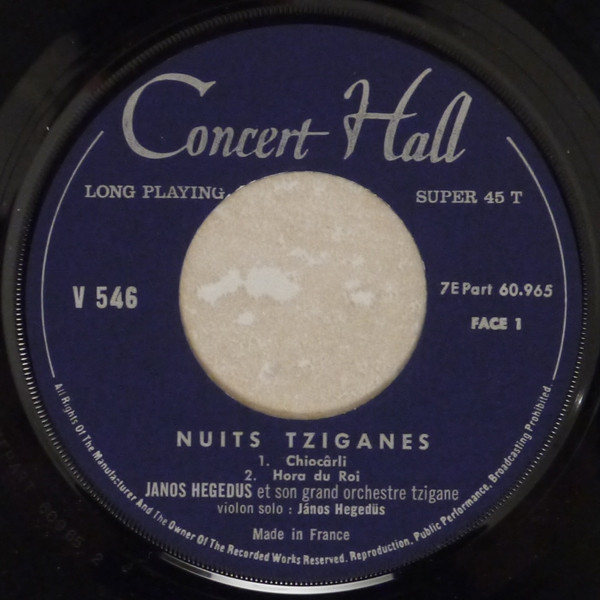 Concert Hall
LONG PLAYING
SUPER 45 T
V 546
7E Part 60.965
FACE 1
NUITS TZIGANES
1. Chiocârli
2. Hora du Roi
JANOS HEGEDUS et son grand orchestre tzigane
violon solo : János Hegedüs
Made in France
All Rights Of The Manufacturer And The Owner Of The Recorded Works Reserved. Reproduction, Public Performance, Broadcasting Prohibited.